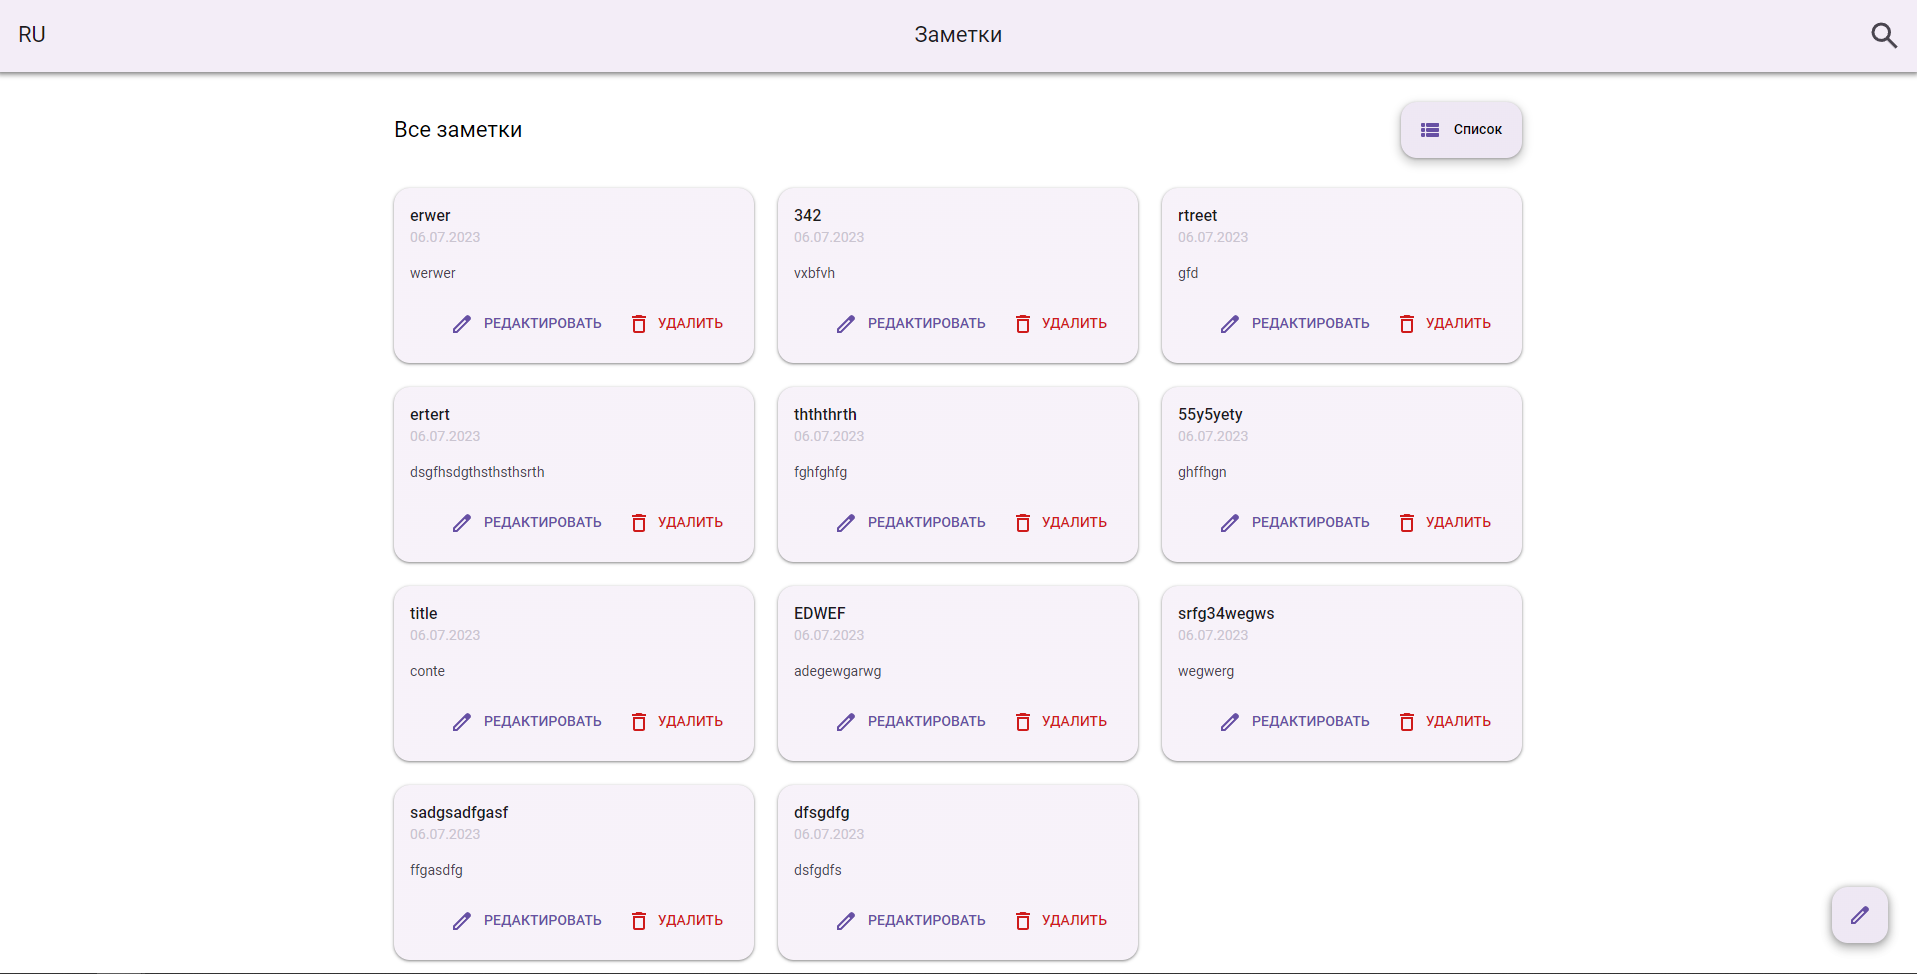 RU
Заметки
Все заметки
Список
erwer
06.07.2023
werwer
РЕДАКТИРОВАТЬ
УДАЛИТЬ
342
06.07.2023
vxbfvh
РЕДАКТИРОВАТЬ
УДАЛИТЬ
rtreet
06.07.2023
gfd
РЕДАКТИРОВАТЬ
УДАЛИТЬ
ertert
06.07.2023
dsgfhsdgthsthsthsrth
РЕДАКТИРОВАТЬ
УДАЛИТЬ
thththrth
06.07.2023
fghfghfg
РЕДАКТИРОВАТЬ
УДАЛИТЬ
55y5yety
06.07.2023
ghffhgn
РЕДАКТИРОВАТЬ
УДАЛИТЬ
title
06.07.2023
conte
РЕДАКТИРОВАТЬ
УДАЛИТЬ
EDWEF
06.07.2023
adegewgarwg
РЕДАКТИРОВАТЬ
УДАЛИТЬ
srfg34wegws
06.07.2023
wegwerg
РЕДАКТИРОВАТЬ
УДАЛИТЬ
sadgsadfgasf
06.07.2023
ffgasdfg
РЕДАКТИРОВАТЬ
УДАЛИТЬ
dfsgdfg
06.07.2023
dsfgdfs
РЕДАКТИРОВАТЬ
УДАЛИТЬ